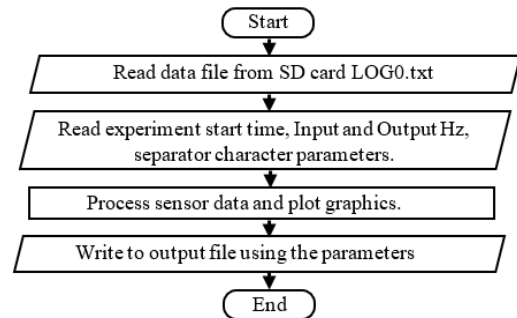 Start
Read data file from SD card LOG0.txt
Read experiment start time, Input and Output Hz,
separator character parameters.
Process sensor data and plot graphics.
Write to output file using the parameters
End